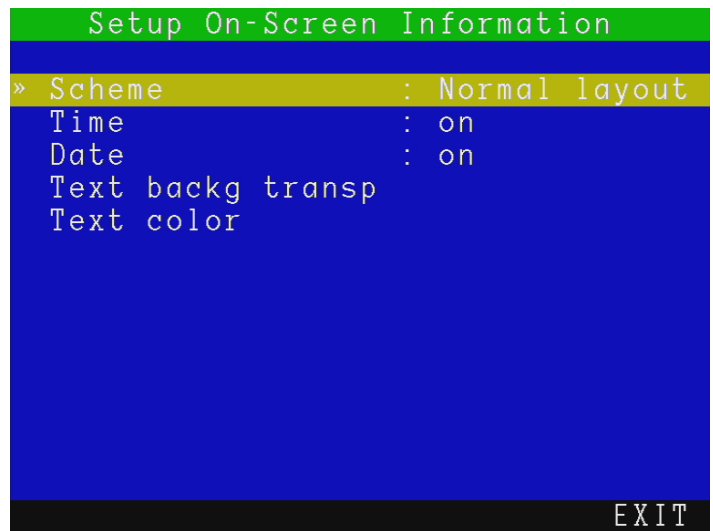 Setup On-Screen Information
» Scheme : Normal layout
Time : on
Date : on
Text backg transp
Text color
EXIT